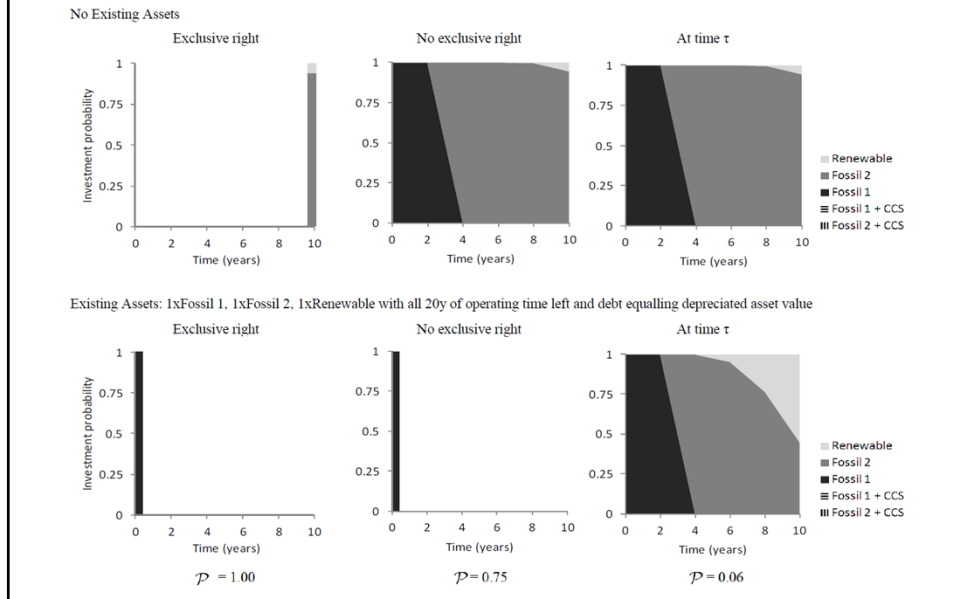 No Existing Assets
Exclusive right
No exclusive right
At time τ
Investment probability
1
0.75
0.5
0.25
0
0 2 4 6 8 10
Time (years)
1
0.75
0.5
0.25
0
0 2 4 6 8 10
Time (years)
1
0.75
0.5
0.25
0
0 2 4 6 8 10
Time (years)
Renewable
Fossil 2
Fossil 1
Fossil 1 + CCS
Fossil 2 + CCS
Existing Assets: 1xFossil 1, 1xFossil 2, 1xRenewable with all 20y of operating time left and debt equalling depreciated asset value
Exclusive right
No exclusive right
At time τ
Investment probability
1
0.75
0.5
0.25
0
0 2 4 6 8 10
Time (years)
1
0.75
0.5
0.25
0
0 2 4 6 8 10
Time (years)
1
0.75
0.5
0.25
0
0 2 4 6 8 10
Time (years)
Renewable
Fossil 2
Fossil 1
Fossil 1 + CCS
Fossil 2 + CCS
𝒫 = 1.00
𝒫 = 0.75
𝒫 = 0.06